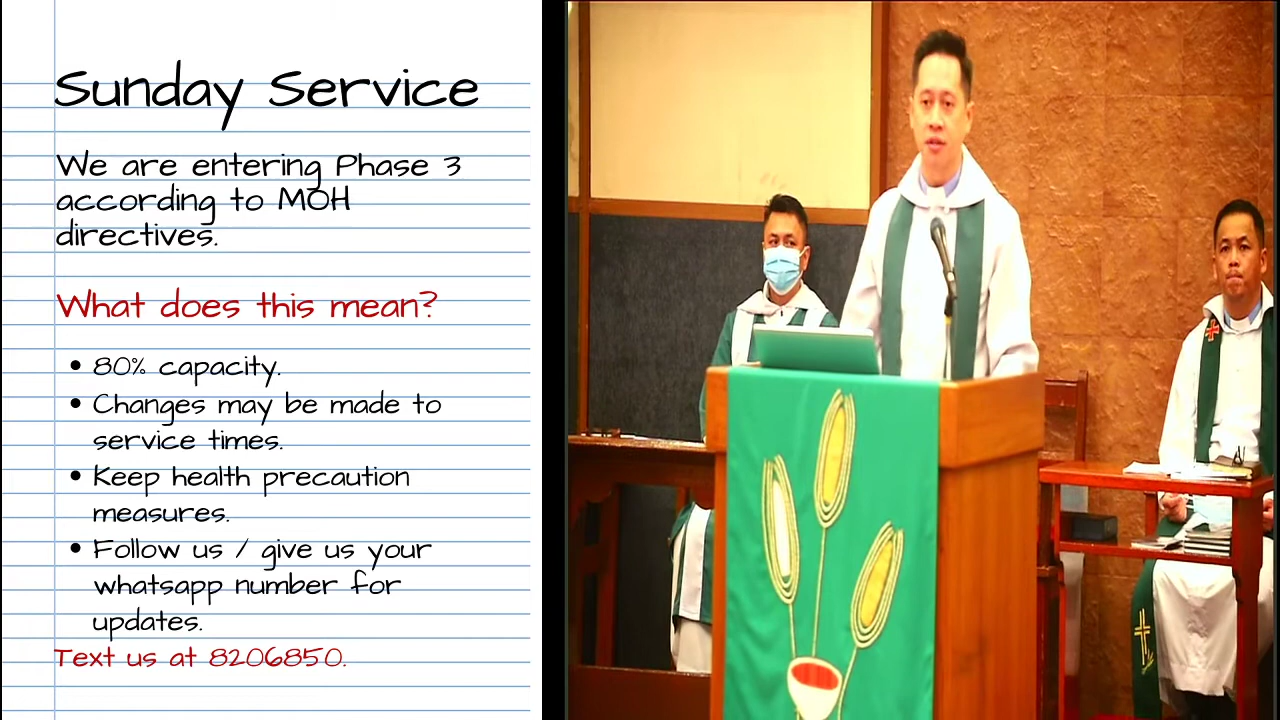 Sunday Service
We are entering Phase 3
according to MOH
directives.
What does this mean?
• 80% capacity.
• Changes may be made to
service times.
• Keep health precaution
measures.
• Follow us / give us your
whatsapp number for
updates.
Text us at 8206850.